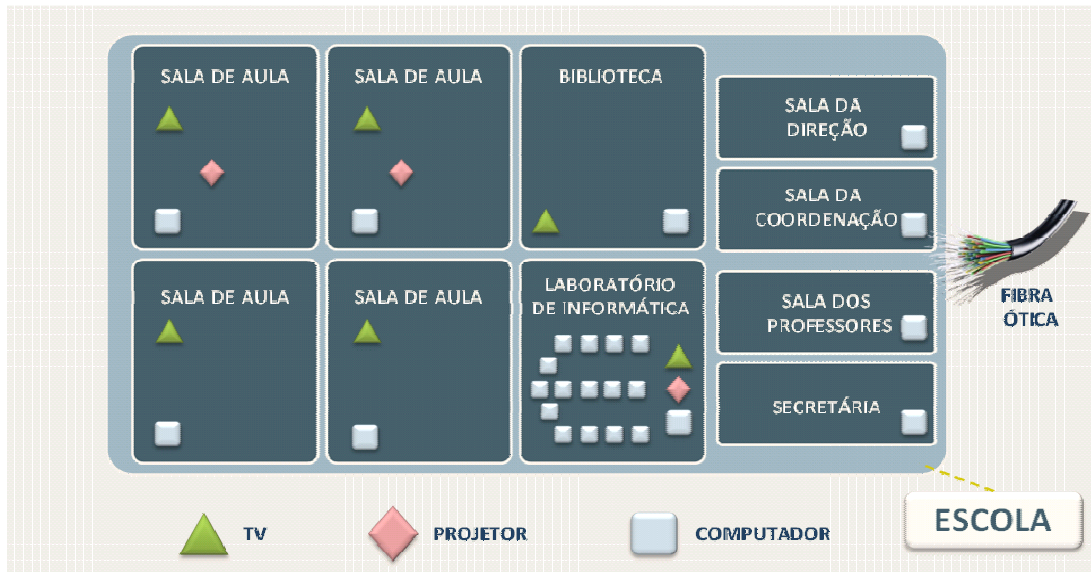 SALA DE AULA
SALA DE AULA
BIBLIOTECA
SALA DA
DIREÇÃO
SALA DA
COORDENAÇÃO
SALA DE AULA
SALA DE AULA
LABORATÓRIO
DE INFORMÁTICA
SALA DOS
PROFESSORES
SECRETÁRIA
FIBRA
ÓTICA
TV
PROJETOR
COMPUTADOR
ESCOLA